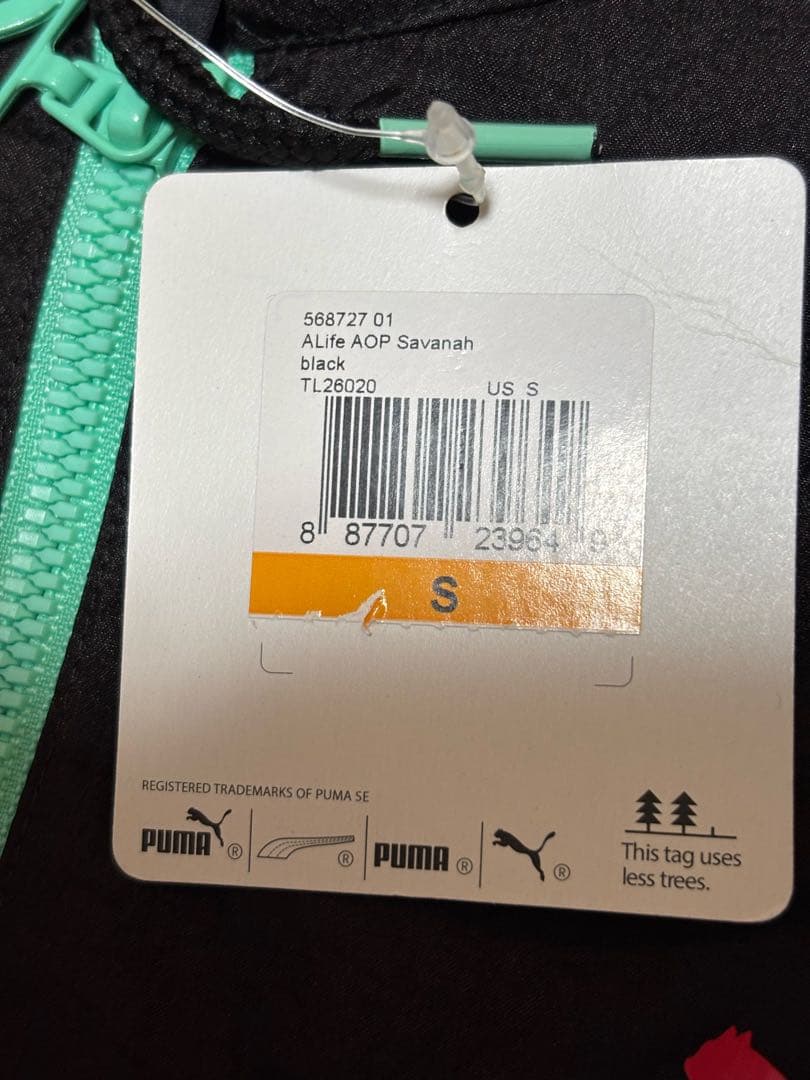 568727 01
ALife AOP Savanah
black
TL26020 US S
8 87707 23964 9
S
REGISTERED TRADEMARKS OF PUMA SE
PUMA ® ® PUMA ® ®
This tag uses
less trees.